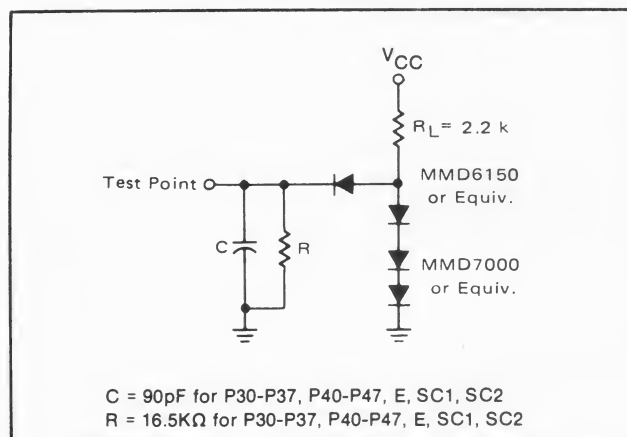 VCC
RL = 2.2 k
MMD6150
or Equiv.
Test Point
C
R
MMD7000
or Equiv.
C = 90pF for P30-P37, P40-P47, E, SC1, SC2
R = 16.5KΩ for P30-P37, P40-P47, E, SC1, SC2